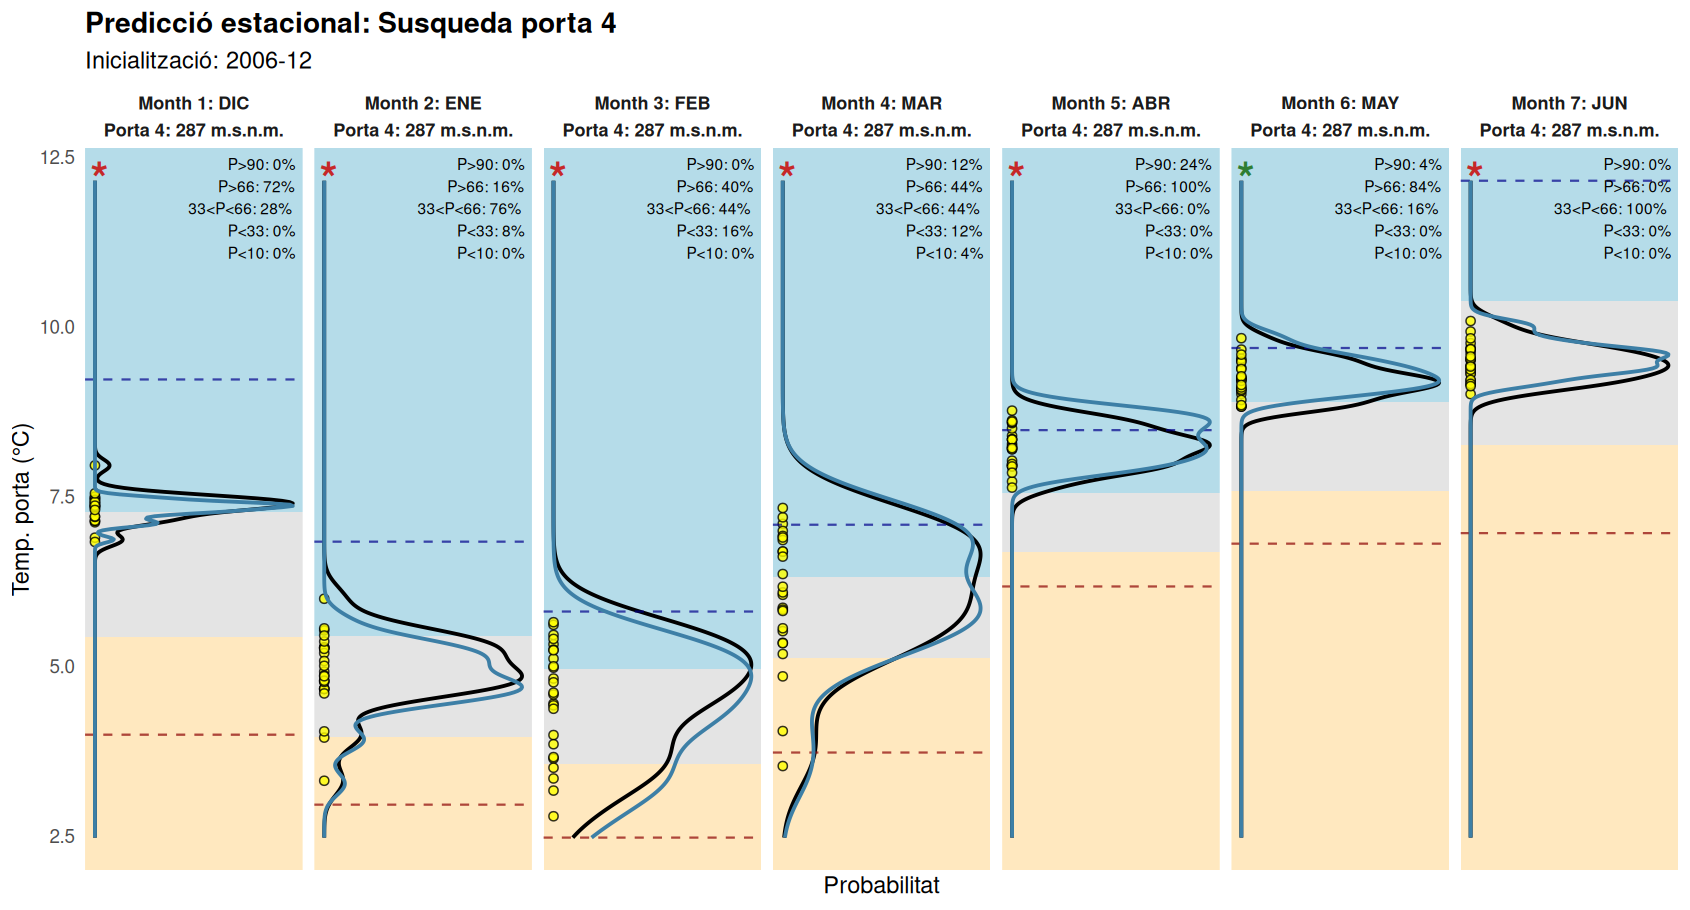 Predicció estacional: Susqueda porta 4
Inicialització: 2006-12
Month 1: DIC
Porta 4: 287 m.s.n.m.
Month 2: ENE
Porta 4: 287 m.s.n.m.
Month 3: FEB
Porta 4: 287 m.s.n.m.
Month 4: MAR
Porta 4: 287 m.s.n.m.
Month 5: ABR
Porta 4: 287 m.s.n.m.
Month 6: MAY
Porta 4: 287 m.s.n.m.
Month 7: JUN
Porta 4: 287 m.s.n.m.
Temp. porta (°C)
12.5
10.0
7.5
5.0
2.5
*
P>90: 0%
P>66: 72%
33<P<66: 28%
P<33: 0%
P<10: 0%
*
P>90: 0%
P>66: 16%
33<P<66: 76%
P<33: 8%
P<10: 0%
*
P>90: 0%
P>66: 40%
33<P<66: 44%
P<33: 16%
P<10: 0%
*
P>90: 12%
P>66: 44%
33<P<66: 44%
P<33: 12%
P<10: 4%
*
P>90: 24%
P>66: 100%
33<P<66: 0%
P<33: 0%
P<10: 0%
*
P>90: 4%
P>66: 84%
33<P<66: 16%
P<33: 0%
P<10: 0%
*
P>90: 0%
P>66: 0%
33<P<66: 100%
P<33: 0%
P<10: 0%
Probabilitat